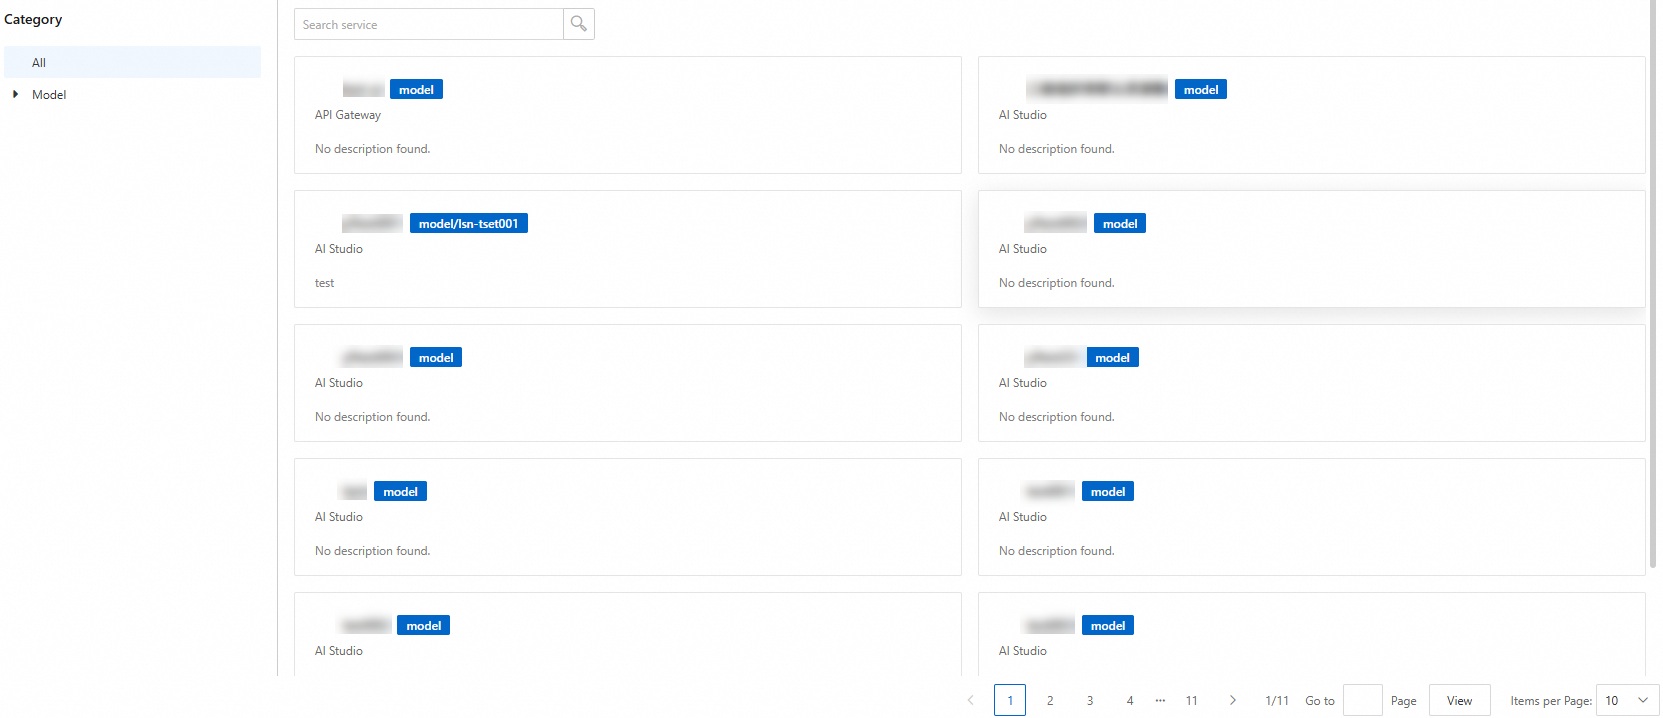 Category
All
Model
Search service
model
API Gateway
No description found.
model
AI Studio
No description found.
model/lsn-tset001
AI Studio
test
model
AI Studio
No description found.
model
AI Studio
No description found.
model
AI Studio
No description found.
model
AI Studio
No description found.
model
AI Studio
No description found.
model
AI Studio
model
AI Studio
1 2 3 4 ... 11 1/11 Go to Page View Items per Page: 10